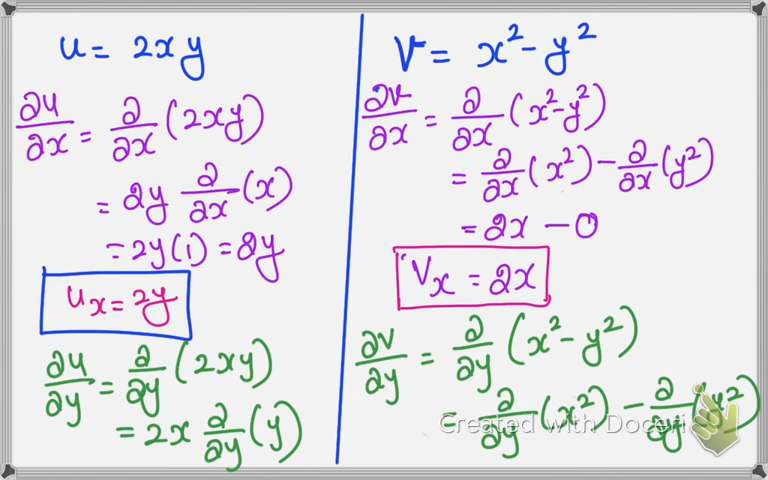 u = 2xy
∂u/∂x = ∂/∂x (2xy)
= 2y ∂/∂x (x)
= 2y(1) = 2y
u_x = 2y
∂u/∂y = ∂/∂y (2xy)
= 2x ∂/∂y (y)
V = x² - y²
∂v/∂x = ∂/∂x (x² - y²)
= ∂/∂x (x²) - ∂/∂x (y²)
= 2x - 0
V_x = 2x
∂v/∂y = ∂/∂y (x² - y²)
= ∂/∂y (x²) - ∂/∂y (y²)
Created with Doceri